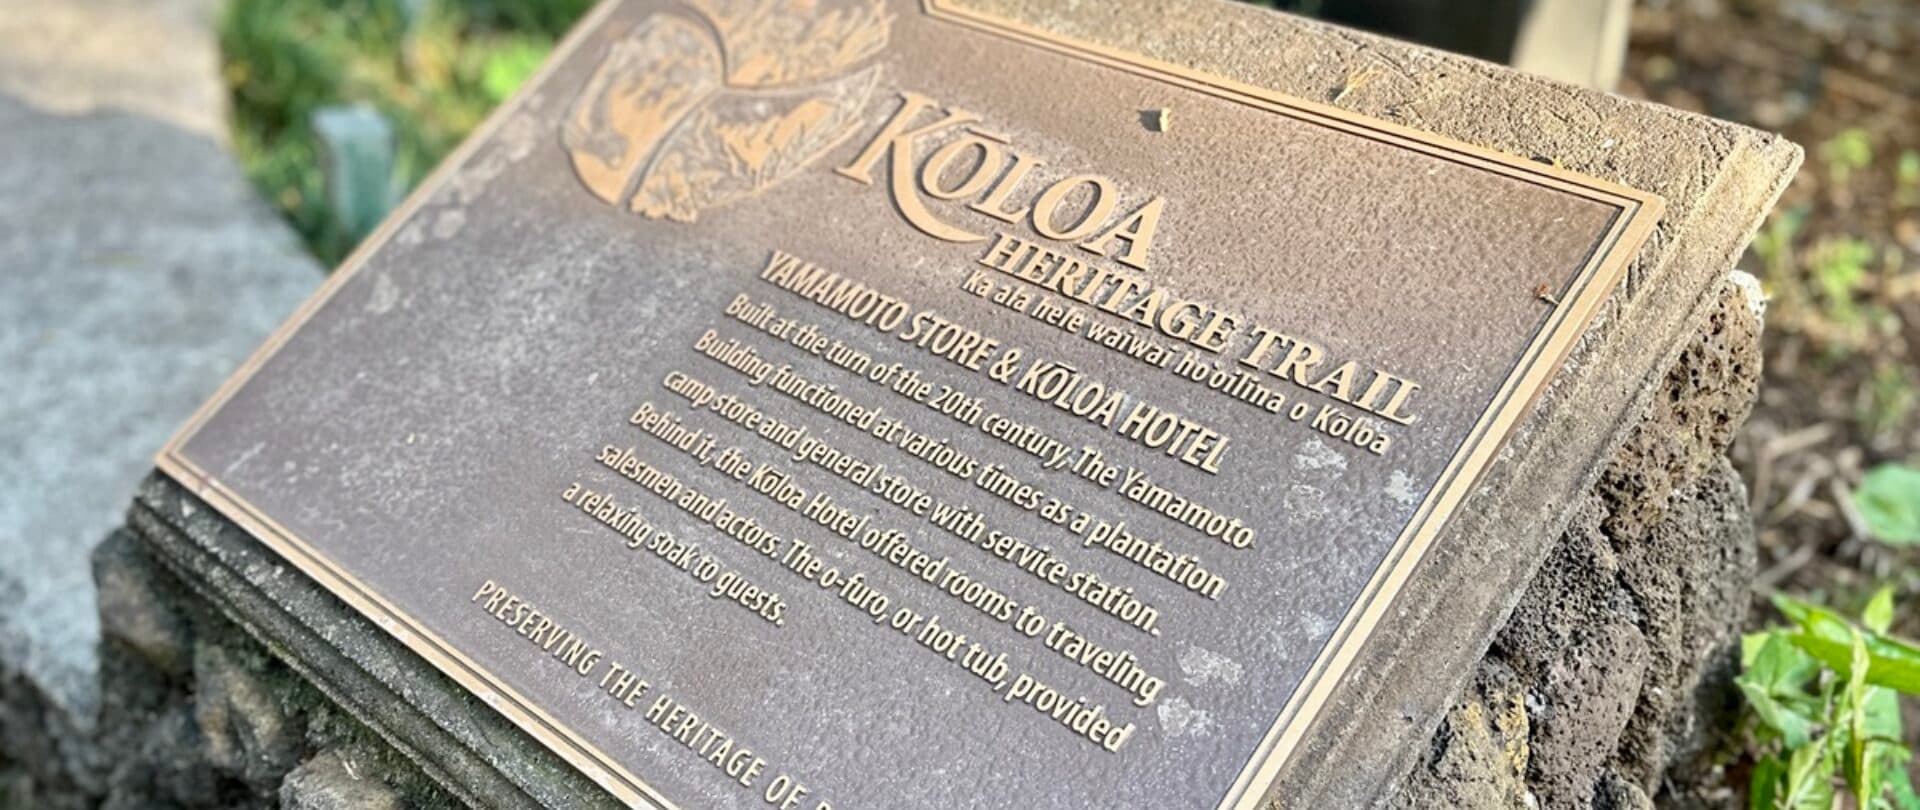 KŌLOA
HERITAGE TRAIL
Ka ala hele waiwai hoʻoilina o Kōloa
YAMAMOTO STORE & KŌLOA HOTEL
Built at the turn of the 20th century, The Yamamoto
Building functioned at various times as a plantation
camp store and general store with service station.
Behind it, the Kōloa Hotel offered rooms to traveling
salesmen and actors. The o-furo, or hot tub, provided
a relaxing soak to guests.
PRESERVING THE HERITAGE OF